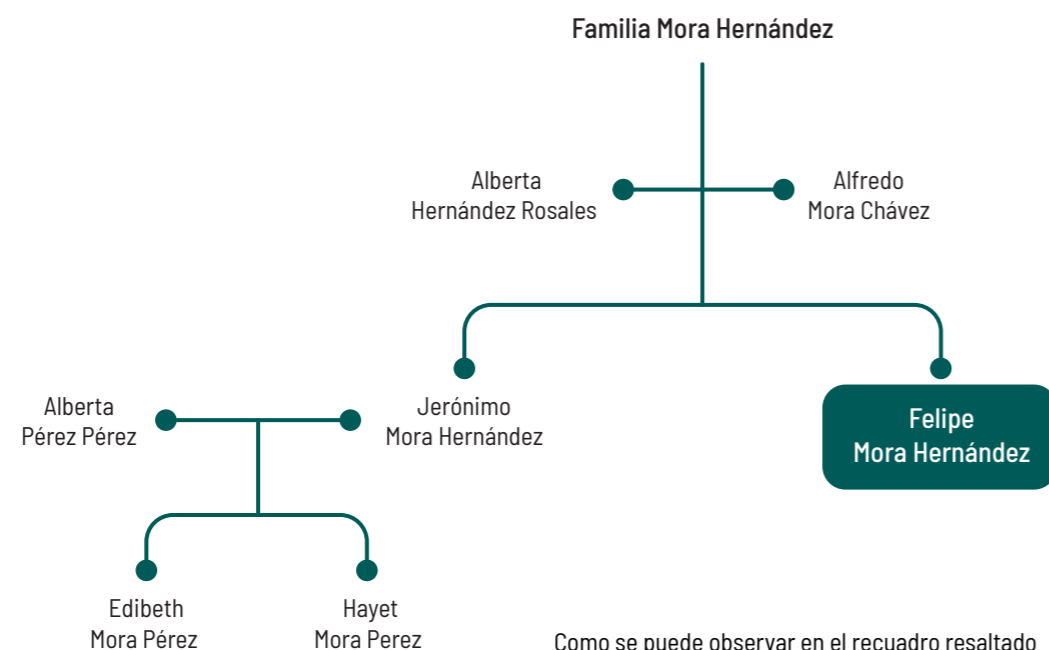 Familia Mora Hernández
Alberta
Hernández Rosales
Alfredo
Mora Chávez
Alberta
Pérez Pérez
Jerónimo
Mora Hernández
Felipe
Mora Hernández
Edibeth
Mora Pérez
Hayet
Mora Perez
Como se puede observar en el recuadro resaltado